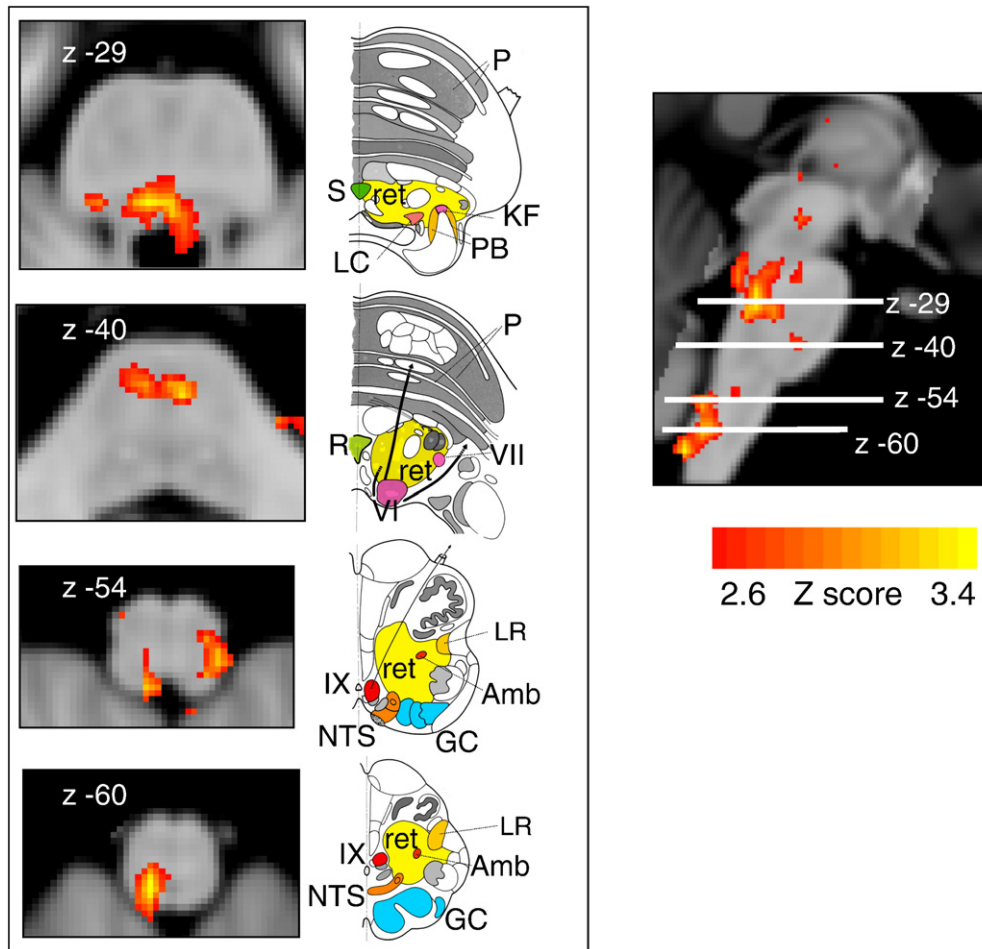 z -29
P
S
ret
KF
LC
PB
z -40
P
R
ret
VII
VI
z -54
LR
ret
IX
Amb
NTS
GC
z -60
LR
ret
IX
Amb
NTS
GC
z -29
z -40
z -54
z -60
2.6 Z score 3.4